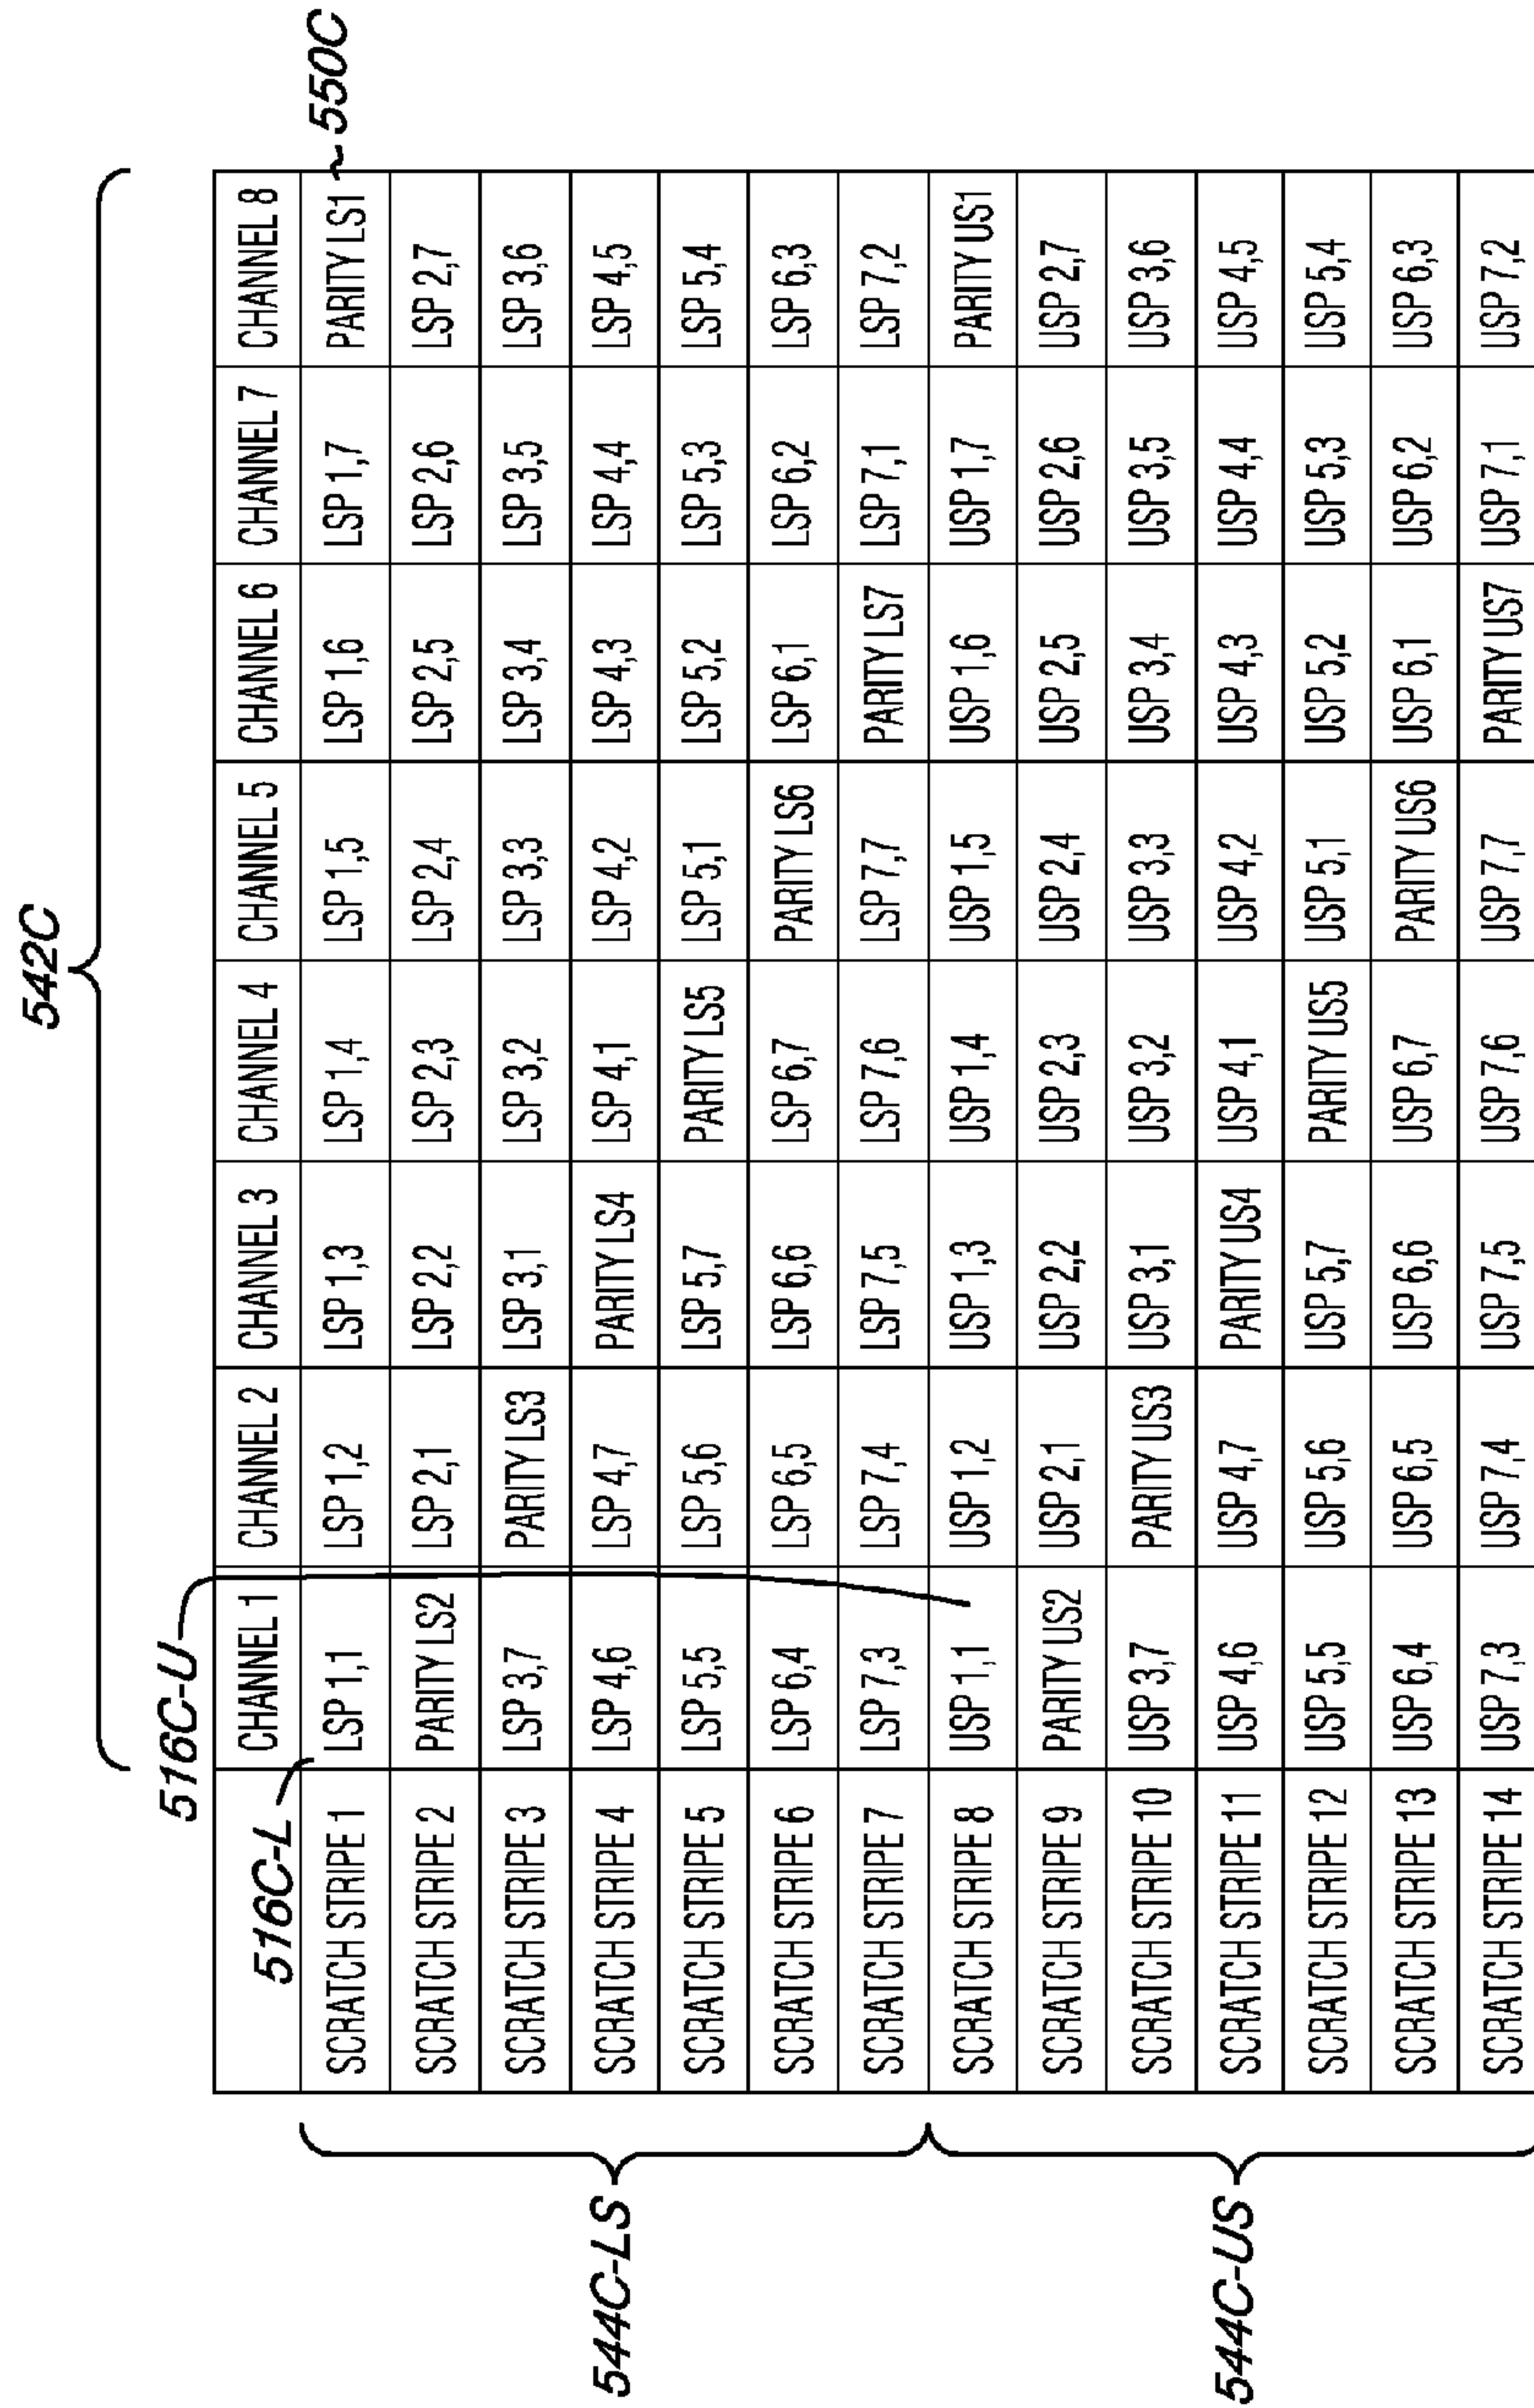 542C
516C-U
516C-L
550C
CHANNEL 1 CHANNEL 2 CHANNEL 3 CHANNEL 4 CHANNEL 5 CHANNEL 6 CHANNEL 7 CHANNEL 8
SCRATCH STRIPE 1 LSP 1,1 LSP 1,2 LSP 1,3 LSP 1,4 LSP 1,5 LSP 1,6 LSP 1,7 PARITY LS1
SCRATCH STRIPE 2 PARITY LS2 LSP 2,1 LSP 2,2 LSP 2,3 LSP 2,4 LSP 2,5 LSP 2,6 LSP 2,7
SCRATCH STRIPE 3 LSP 3,7 PARITY LS3 LSP 3,1 LSP 3,2 LSP 3,3 LSP 3,4 LSP 3,5 LSP 3,6
SCRATCH STRIPE 4 LSP 4,6 LSP 4,7 PARITY LS4 LSP 4,1 LSP 4,2 LSP 4,3 LSP 4,4 LSP 4,5
SCRATCH STRIPE 5 LSP 5,5 LSP 5,6 LSP 5,7 PARITY LS5 LSP 5,1 LSP 5,2 LSP 5,3 LSP 5,4
SCRATCH STRIPE 6 LSP 6,4 LSP 6,5 LSP 6,6 LSP 6,7 PARITY LS6 LSP 6,1 LSP 6,2 LSP 6,3
SCRATCH STRIPE 7 LSP 7,3 LSP 7,4 LSP 7,5 LSP 7,6 LSP 7,7 PARITY LS7 LSP 7,1 LSP 7,2
SCRATCH STRIPE 8 USP 1,1 USP 1,2 USP 1,3 USP 1,4 USP 1,5 USP 1,6 USP 1,7 PARITY US1
SCRATCH STRIPE 9 PARITY US2 USP 2,1 USP 2,2 USP 2,3 USP 2,4 USP 2,5 USP 2,6 USP 2,7
SCRATCH STRIPE 10 USP 3,7 PARITY US3 USP 3,1 USP 3,2 USP 3,3 USP 3,4 USP 3,5 USP 3,6
SCRATCH STRIPE 11 USP 4,6 USP 4,7 PARITY US4 USP 4,1 USP 4,2 USP 4,3 USP 4,4 USP 4,5
SCRATCH STRIPE 12 USP 5,5 USP 5,6 USP 5,7 PARITY US5 USP 5,1 USP 5,2 USP 5,3 USP 5,4
SCRATCH STRIPE 13 USP 6,4 USP 6,5 USP 6,6 USP 6,7 PARITY US6 USP 6,1 USP 6,2 USP 6,3
SCRATCH STRIPE 14 USP 7,3 USP 7,4 USP 7,5 USP 7,6 USP 7,7 PARITY US7 USP 7,1 USP 7,2
544C-LS
544C-US